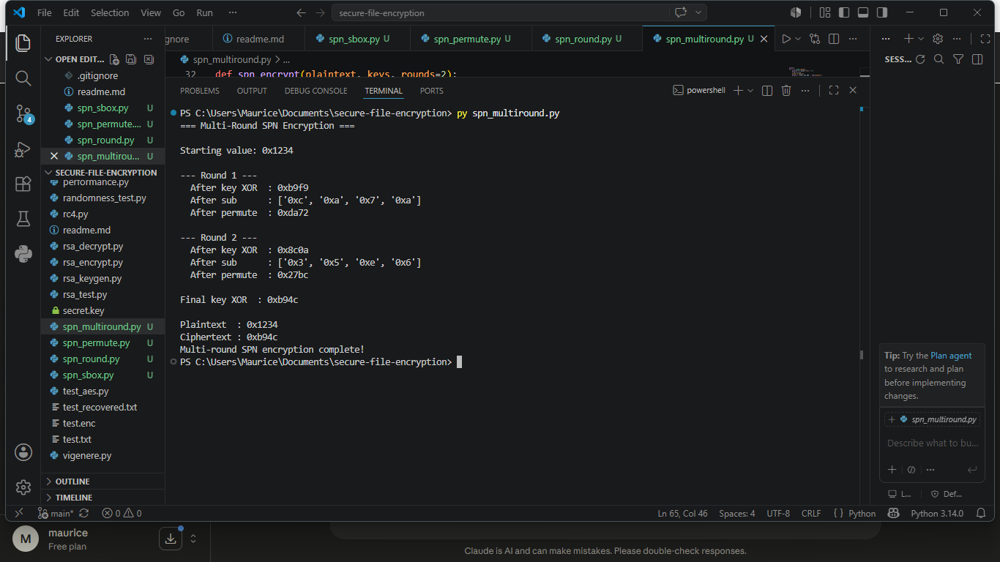 File Edit Selection View Go Run ··· secure-file-encryption
EXPLORER ···
OPEN EDIT...
.gitignore
readme.md
spn_sbox.py U
spn_permute.... U
spn_round.py U
spn_multirou... U
SECURE-FILE-ENCRYPTION
performance.py
randomness_test.py
rc4.py
readme.md
rsa_decrypt.py
rsa_encrypt.py
rsa_keygen.py
rsa_test.py
secret.key
spn_multiround.py U
spn_permute.py U
spn_round.py U
spn_sbox.py U
test_aes.py
test_recovered.txt
test.enc
test.txt
vigenere.py
OUTLINE
TIMELINE
4
gnore readme.md spn_sbox.py U spn_permute.py U spn_round.py U spn_multiround.py U
spn_multiround.py > ...
32 def spn_encrypt(plaintext, keys, rounds=2):
PROBLEMS OUTPUT DEBUG CONSOLE TERMINAL PORTS powershell
PS C:\Users\Maurice\Documents\secure-file-encryption> py spn_multiround.py
=== Multi-Round SPN Encryption ===
Starting value: 0x1234
--- Round 1 ---
After key XOR : 0xb9f9
After sub : ['0xc', '0xa', '0x7', '0xa']
After permute : 0xda72
--- Round 2 ---
After key XOR : 0x8c0a
After sub : ['0x3', '0x5', '0xe', '0x6']
After permute : 0x27bc
Final key XOR : 0xb94c
Plaintext : 0x1234
Ciphertext : 0xb94c
Multi-round SPN encryption complete!
PS C:\Users\Maurice\Documents\secure-file-encryption>
SESS...
Tip: Try the Plan agent
to research and plan
before implementing
changes.
spn_multiround.py
Describe what to bu...
L... Def...
main* 0 0 Ln 65, Col 46 Spaces: 4 UTF-8 CRLF { } Python Python 3.14.0
M
maurice
Free plan
Claude is AI and can make mistakes. Please double-check responses.